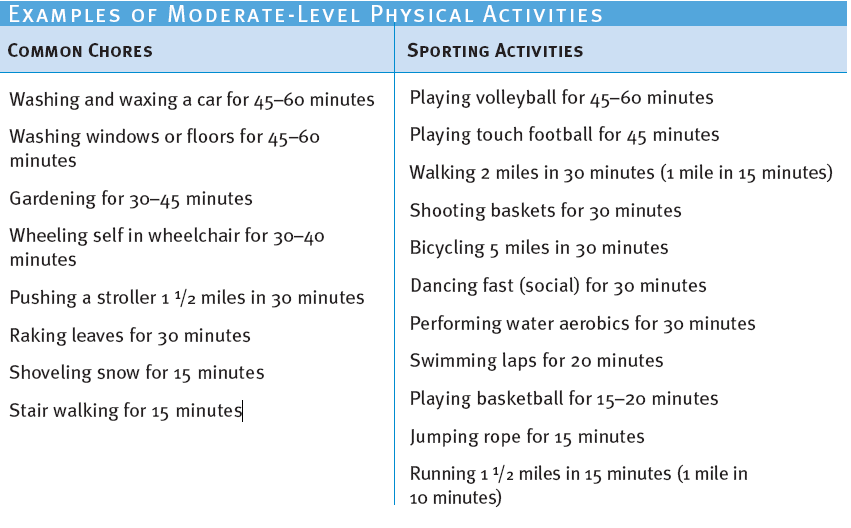 Examples of Moderate-Level Physical Activities
Common Chores
Washing and waxing a car for 45–60 minutes
Washing windows or floors for 45–60
minutes
Gardening for 30–45 minutes
Wheeling self in wheelchair for 30–40
minutes
Pushing a stroller 1 1/2 miles in 30 minutes
Raking leaves for 30 minutes
Shoveling snow for 15 minutes
Stair walking for 15 minutes
Sporting Activities
Playing volleyball for 45–60 minutes
Playing touch football for 45 minutes
Walking 2 miles in 30 minutes (1 mile in 15 minutes)
Shooting baskets for 30 minutes
Bicycling 5 miles in 30 minutes
Dancing fast (social) for 30 minutes
Performing water aerobics for 30 minutes
Swimming laps for 20 minutes
Playing basketball for 15–20 minutes
Jumping rope for 15 minutes
Running 1 1/2 miles in 15 minutes (1 mile in
10 minutes)